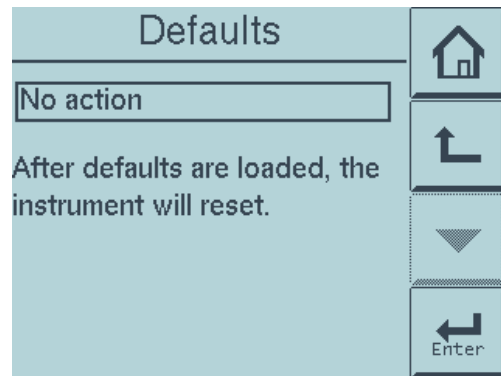 Defaults
No action
After defaults are loaded, the
instrument will reset.
Enter